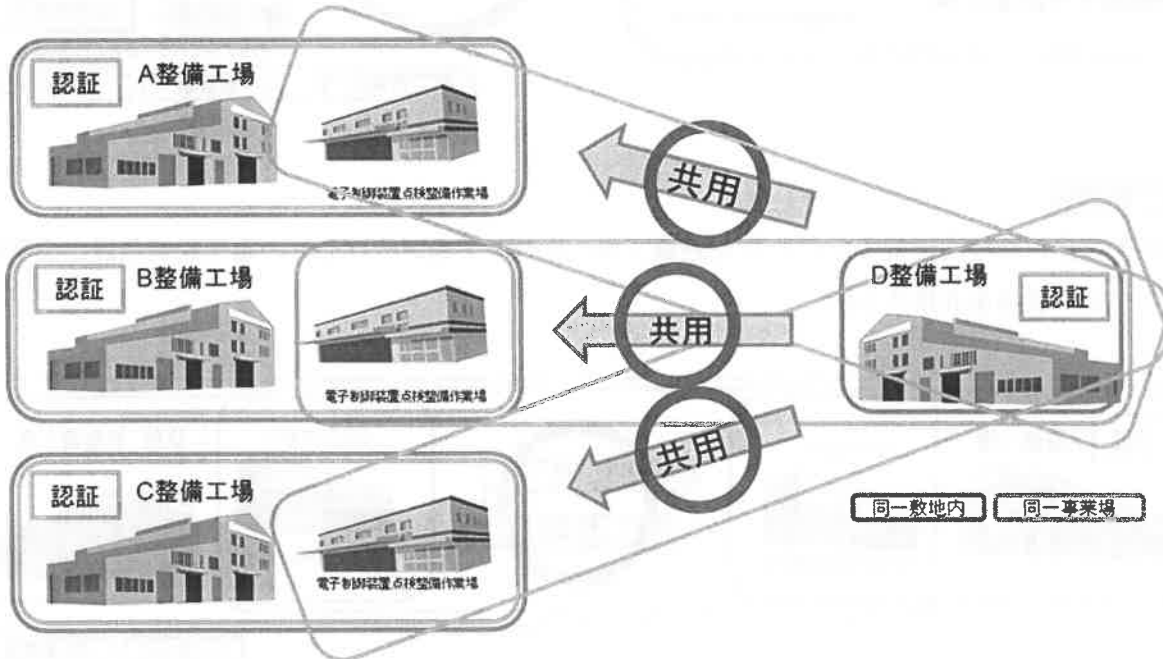 認証
A整備工場
電子制御装置点検整備作業場
共用
認証
B整備工場
電子制御装置点検整備作業場
共用
D整備工場
認証
認証
C整備工場
電子制御装置点検整備作業場
共用
同一敷地内
同一事業場